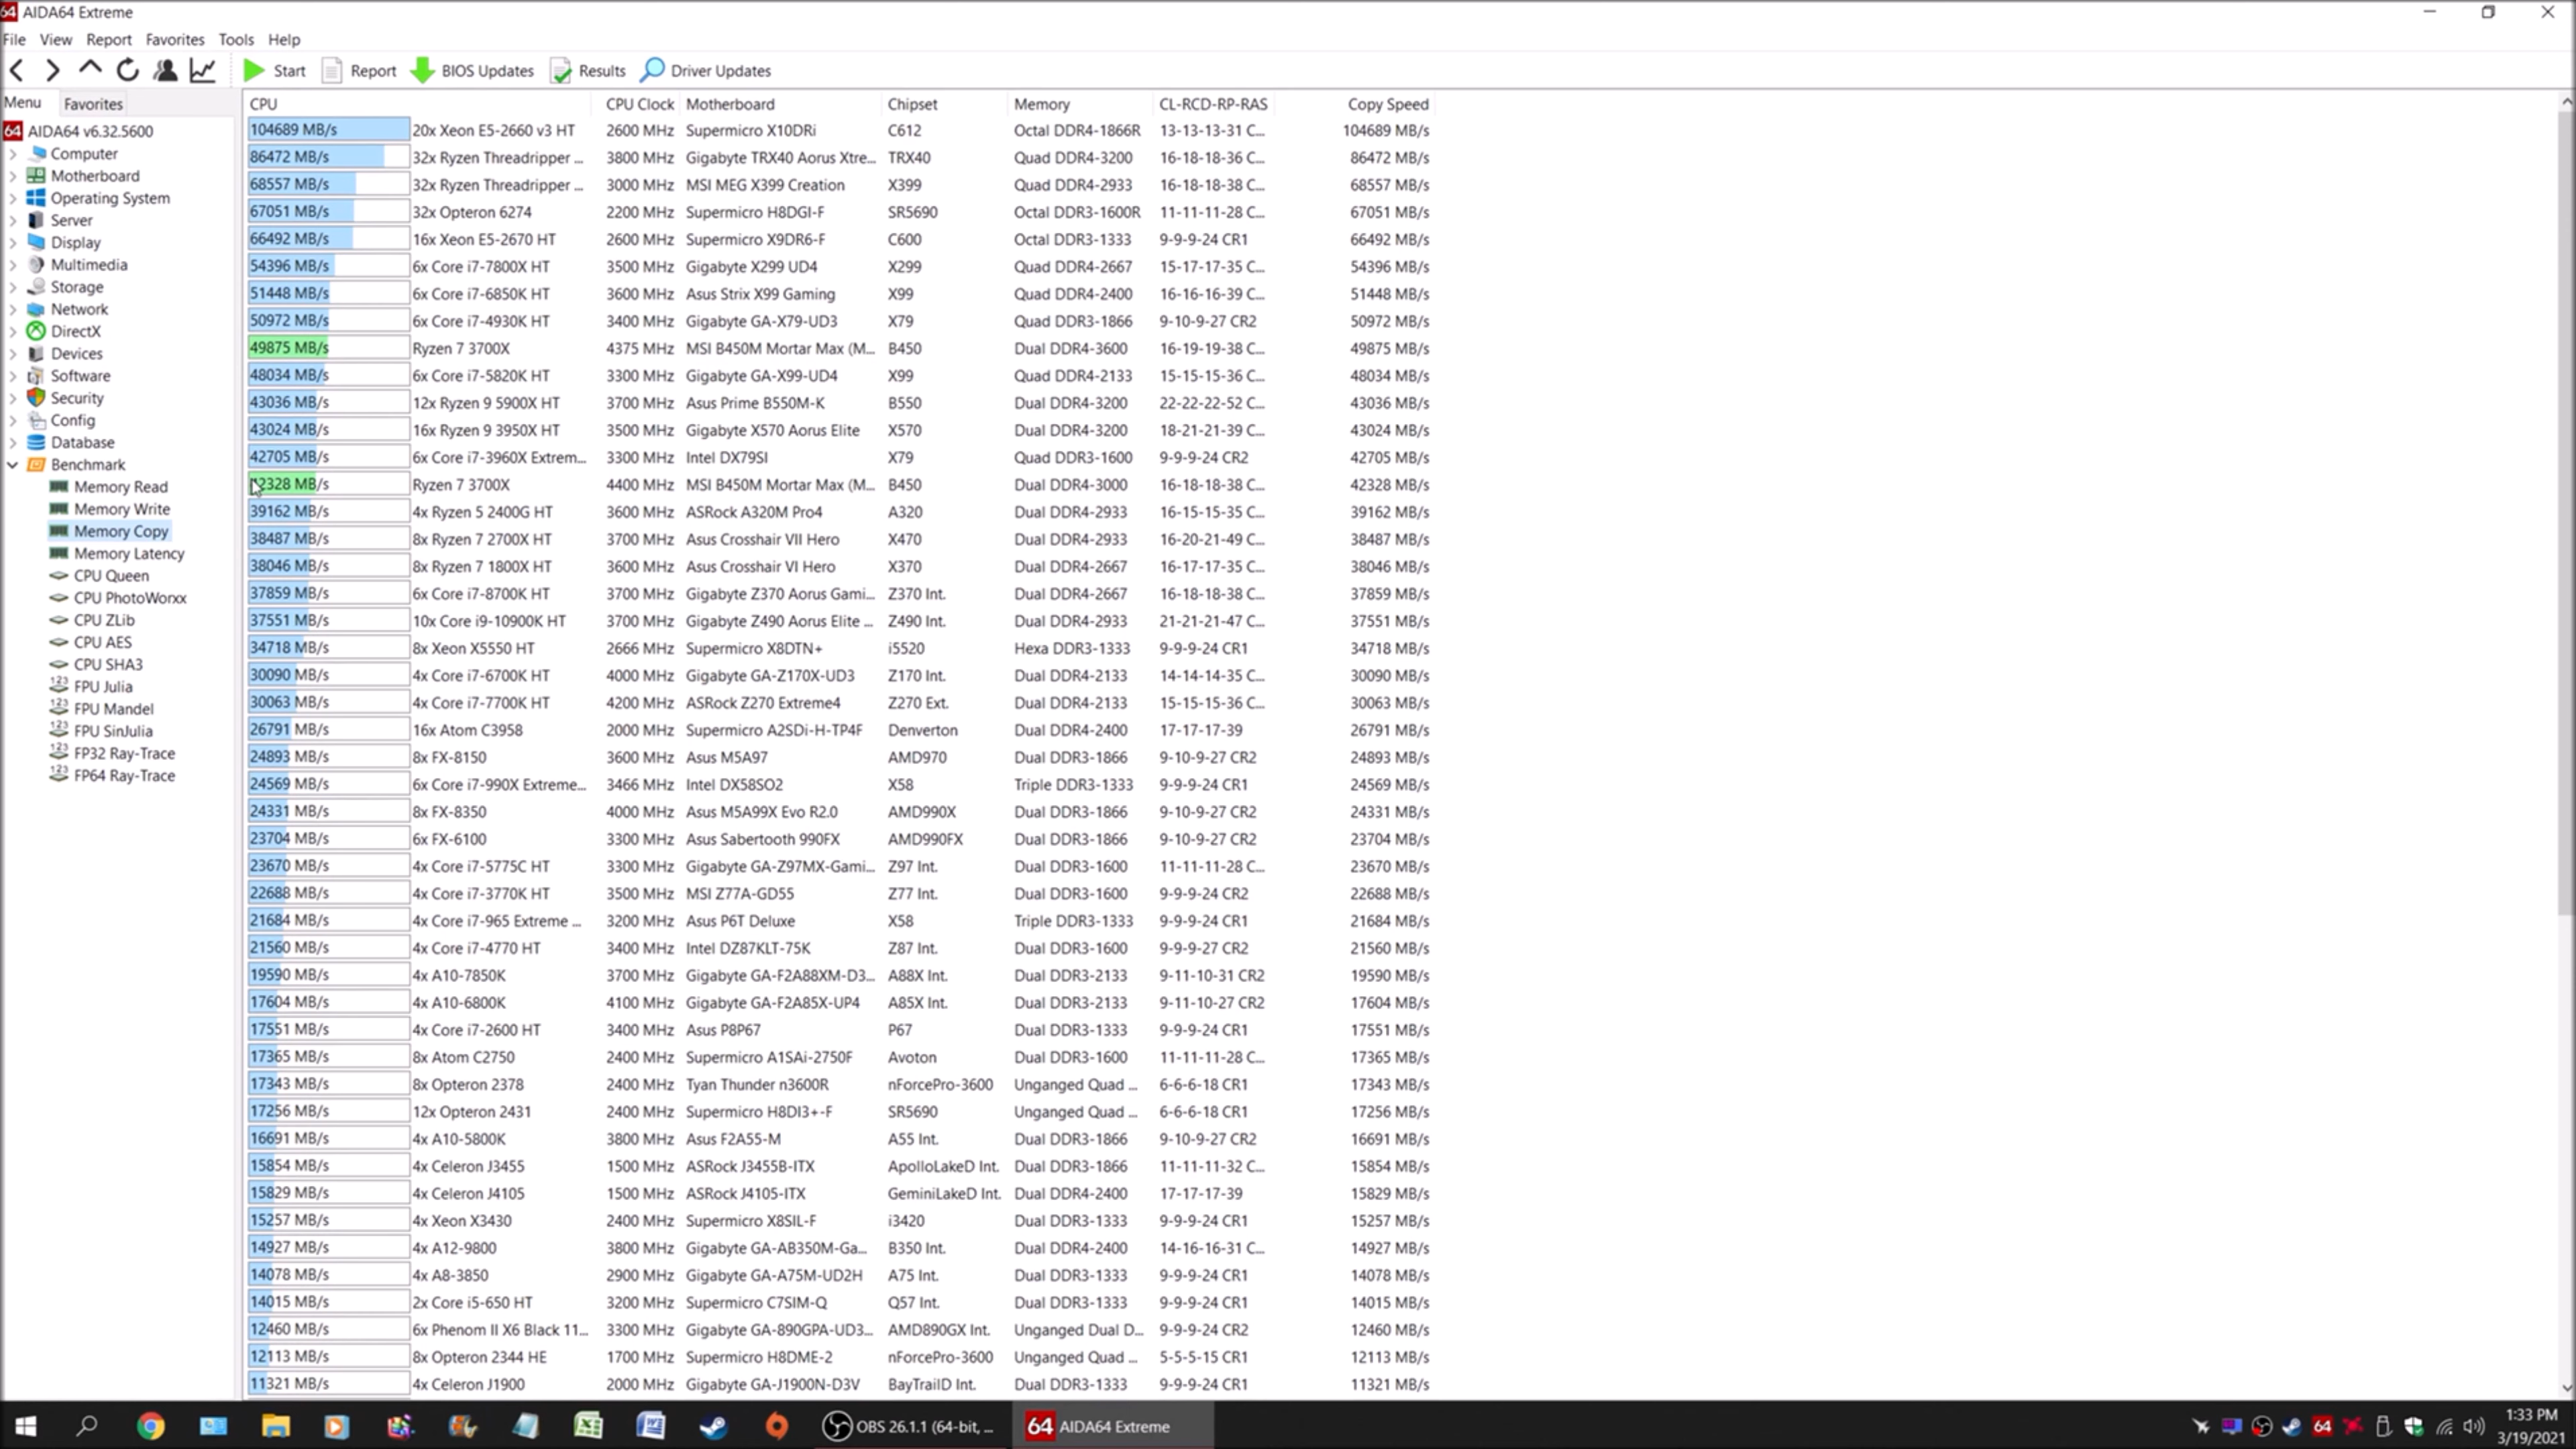 64 AIDA64 Extreme
File View Report Favorites Tools Help
Start Report BIOS Updates Results Driver Updates
Menu Favorites
64 AIDA64 v6.32.5600
Computer
Motherboard
Operating System
Server
Display
Multimedia
Storage
Network
DirectX
Devices
Software
Security
Config
Database
Benchmark
Memory Read
Memory Write
Memory Copy
Memory Latency
CPU Queen
CPU PhotoWorxx
CPU ZLib
CPU AES
CPU SHA3
123 FPU Julia
123 FPU Mandel
123 FPU SinJulia
123 FP32 Ray-Trace
123 FP64 Ray-Trace
CPU CPU Clock Motherboard Chipset Memory CL-RCD-RP-RAS Copy Speed
104689 MB/s 20x Xeon E5-2660 v3 HT 2600 MHz Supermicro X10DRi C612 Octal DDR4-1866R 13-13-13-31 C... 104689 MB/s
86472 MB/s 32x Ryzen Threadripper ... 3800 MHz Gigabyte TRX40 Aorus Xtre... TRX40 Quad DDR4-3200 16-18-18-36 C... 86472 MB/s
68557 MB/s 32x Ryzen Threadripper ... 3000 MHz MSI MEG X399 Creation X399 Quad DDR4-2933 16-18-18-38 C... 68557 MB/s
67051 MB/s 32x Opteron 6274 2200 MHz Supermicro H8DGI-F SR5690 Octal DDR3-1600R 11-11-11-28 C... 67051 MB/s
66492 MB/s 16x Xeon E5-2670 HT 2600 MHz Supermicro X9DR6-F C600 Octal DDR3-1333 9-9-9-24 CR1 66492 MB/s
54396 MB/s 6x Core i7-7800X HT 3500 MHz Gigabyte X299 UD4 X299 Quad DDR4-2667 15-17-17-35 C... 54396 MB/s
51448 MB/s 6x Core i7-6850K HT 3600 MHz Asus Strix X99 Gaming X99 Quad DDR4-2400 16-16-16-39 C... 51448 MB/s
50972 MB/s 6x Core i7-4930K HT 3400 MHz Gigabyte GA-X79-UD3 X79 Quad DDR3-1866 9-10-9-27 CR2 50972 MB/s
49875 MB/s Ryzen 7 3700X 4375 MHz MSI B450M Mortar Max (M... B450 Dual DDR4-3600 16-19-19-38 C... 49875 MB/s
48034 MB/s 6x Core i7-5820K HT 3300 MHz Gigabyte GA-X99-UD4 X99 Quad DDR4-2133 15-15-15-36 C... 48034 MB/s
43036 MB/s 12x Ryzen 9 5900X HT 3700 MHz Asus Prime B550M-K B550 Dual DDR4-3200 22-22-22-52 C... 43036 MB/s
43024 MB/s 16x Ryzen 9 3950X HT 3500 MHz Gigabyte X570 Aorus Elite X570 Dual DDR4-3200 18-21-21-39 C... 43024 MB/s
42705 MB/s 6x Core i7-3960X Extrem... 3300 MHz Intel DX79SI X79 Quad DDR3-1600 9-9-9-24 CR2 42705 MB/s
42328 MB/s Ryzen 7 3700X 4400 MHz MSI B450M Mortar Max (M... B450 Dual DDR4-3000 16-18-18-38 C... 42328 MB/s
39162 MB/s 4x Ryzen 5 2400G HT 3600 MHz ASRock A320M Pro4 A320 Dual DDR4-2933 16-15-15-35 C... 39162 MB/s
38487 MB/s 8x Ryzen 7 2700X HT 3700 MHz Asus Crosshair VII Hero X470 Dual DDR4-2933 16-20-21-49 C... 38487 MB/s
38046 MB/s 8x Ryzen 7 1800X HT 3600 MHz Asus Crosshair VI Hero X370 Dual DDR4-2667 16-17-17-35 C... 38046 MB/s
37859 MB/s 6x Core i7-8700K HT 3700 MHz Gigabyte Z370 Aorus Gami... Z370 Int. Dual DDR4-2667 16-18-18-38 C... 37859 MB/s
37551 MB/s 10x Core i9-10900K HT 3700 MHz Gigabyte Z490 Aorus Elite ... Z490 Int. Dual DDR4-2933 21-21-21-47 C... 37551 MB/s
34718 MB/s 8x Xeon X5550 HT 2666 MHz Supermicro X8DTN+ i5520 Hexa DDR3-1333 9-9-9-24 CR1 34718 MB/s
30090 MB/s 4x Core i7-6700K HT 4000 MHz Gigabyte GA-Z170X-UD3 Z170 Int. Dual DDR4-2133 14-14-14-35 C... 30090 MB/s
30063 MB/s 4x Core i7-7700K HT 4200 MHz ASRock Z270 Extreme4 Z270 Ext. Dual DDR4-2133 15-15-15-36 C... 30063 MB/s
26791 MB/s 16x Atom C3958 2000 MHz Supermicro A2SDi-H-TP4F Denverton Dual DDR4-2400 17-17-17-39 26791 MB/s
24893 MB/s 8x FX-8150 3600 MHz Asus M5A97 AMD970 Dual DDR3-1866 9-10-9-27 CR2 24893 MB/s
24569 MB/s 6x Core i7-990X Extreme... 3466 MHz Intel DX58SO2 X58 Triple DDR3-1333 9-9-9-24 CR1 24569 MB/s
24331 MB/s 8x FX-8350 4000 MHz Asus M5A99X Evo R2.0 AMD990X Dual DDR3-1866 9-10-9-27 CR2 24331 MB/s
23704 MB/s 6x FX-6100 3300 MHz Asus Sabertooth 990FX AMD990FX Dual DDR3-1866 9-10-9-27 CR2 23704 MB/s
23670 MB/s 4x Core i7-5775C HT 3300 MHz Gigabyte GA-Z97MX-Gami... Z97 Int. Dual DDR3-1600 11-11-11-28 C... 23670 MB/s
22688 MB/s 4x Core i7-3770K HT 3500 MHz MSI Z77A-GD55 Z77 Int. Dual DDR3-1600 9-9-9-24 CR2 22688 MB/s
21684 MB/s 4x Core i7-965 Extreme ... 3200 MHz Asus P6T Deluxe X58 Triple DDR3-1333 9-9-9-24 CR1 21684 MB/s
21560 MB/s 4x Core i7-4770 HT 3400 MHz Intel DZ87KLT-75K Z87 Int. Dual DDR3-1600 9-9-9-27 CR2 21560 MB/s
19590 MB/s 4x A10-7850K 3700 MHz Gigabyte GA-F2A88XM-D3... A88X Int. Dual DDR3-2133 9-11-10-31 CR2 19590 MB/s
17604 MB/s 4x A10-6800K 4100 MHz Gigabyte GA-F2A85X-UP4 A85X Int. Dual DDR3-2133 9-11-10-27 CR2 17604 MB/s
17551 MB/s 4x Core i7-2600 HT 3400 MHz Asus P8P67 P67 Dual DDR3-1333 9-9-9-24 CR1 17551 MB/s
17365 MB/s 8x Atom C2750 2400 MHz Supermicro A1SAi-2750F Avoton Dual DDR3-1600 11-11-11-28 C... 17365 MB/s
17343 MB/s 8x Opteron 2378 2400 MHz Tyan Thunder n3600R nForcePro-3600 Unganged Quad ... 6-6-6-18 CR1 17343 MB/s
17256 MB/s 12x Opteron 2431 2400 MHz Supermicro H8DI3+-F SR5690 Unganged Quad ... 6-6-6-18 CR1 17256 MB/s
16691 MB/s 4x A10-5800K 3800 MHz Asus F2A55-M A55 Int. Dual DDR3-1866 9-10-9-27 CR2 16691 MB/s
15854 MB/s 4x Celeron J3455 1500 MHz ASRock J3455B-ITX ApolloLakeD Int. Dual DDR3-1866 11-11-11-32 C... 15854 MB/s
15829 MB/s 4x Celeron J4105 1500 MHz ASRock J4105-ITX GeminiLakeD Int. Dual DDR4-2400 17-17-17-39 15829 MB/s
15257 MB/s 4x Xeon X3430 2400 MHz Supermicro X8SIL-F i3420 Dual DDR3-1333 9-9-9-24 CR1 15257 MB/s
14927 MB/s 4x A12-9800 3800 MHz Gigabyte GA-AB350M-Ga... B350 Int. Dual DDR4-2400 14-16-16-31 C... 14927 MB/s
14078 MB/s 4x A8-3850 2900 MHz Gigabyte GA-A75M-UD2H A75 Int. Dual DDR3-1333 9-9-9-24 CR1 14078 MB/s
14015 MB/s 2x Core i5-650 HT 3200 MHz Supermicro C7SIM-Q Q57 Int. Dual DDR3-1333 9-9-9-24 CR1 14015 MB/s
12460 MB/s 6x Phenom II X6 Black 11... 3300 MHz Gigabyte GA-890GPA-UD3... AMD890GX Int. Unganged Dual D... 9-9-9-24 CR2 12460 MB/s
12113 MB/s 8x Opteron 2344 HE 1700 MHz Supermicro H8DME-2 nForcePro-3600 Unganged Quad ... 5-5-5-15 CR1 12113 MB/s
11321 MB/s 4x Celeron J1900 2000 MHz Gigabyte GA-J1900N-D3V BayTrailD Int. Dual DDR3-1333 9-9-9-24 CR1 11321 MB/s
OBS 26.1.1 (64-bit, ... 64 AIDA64 Extreme 64 1:33 PM
3/19/2021